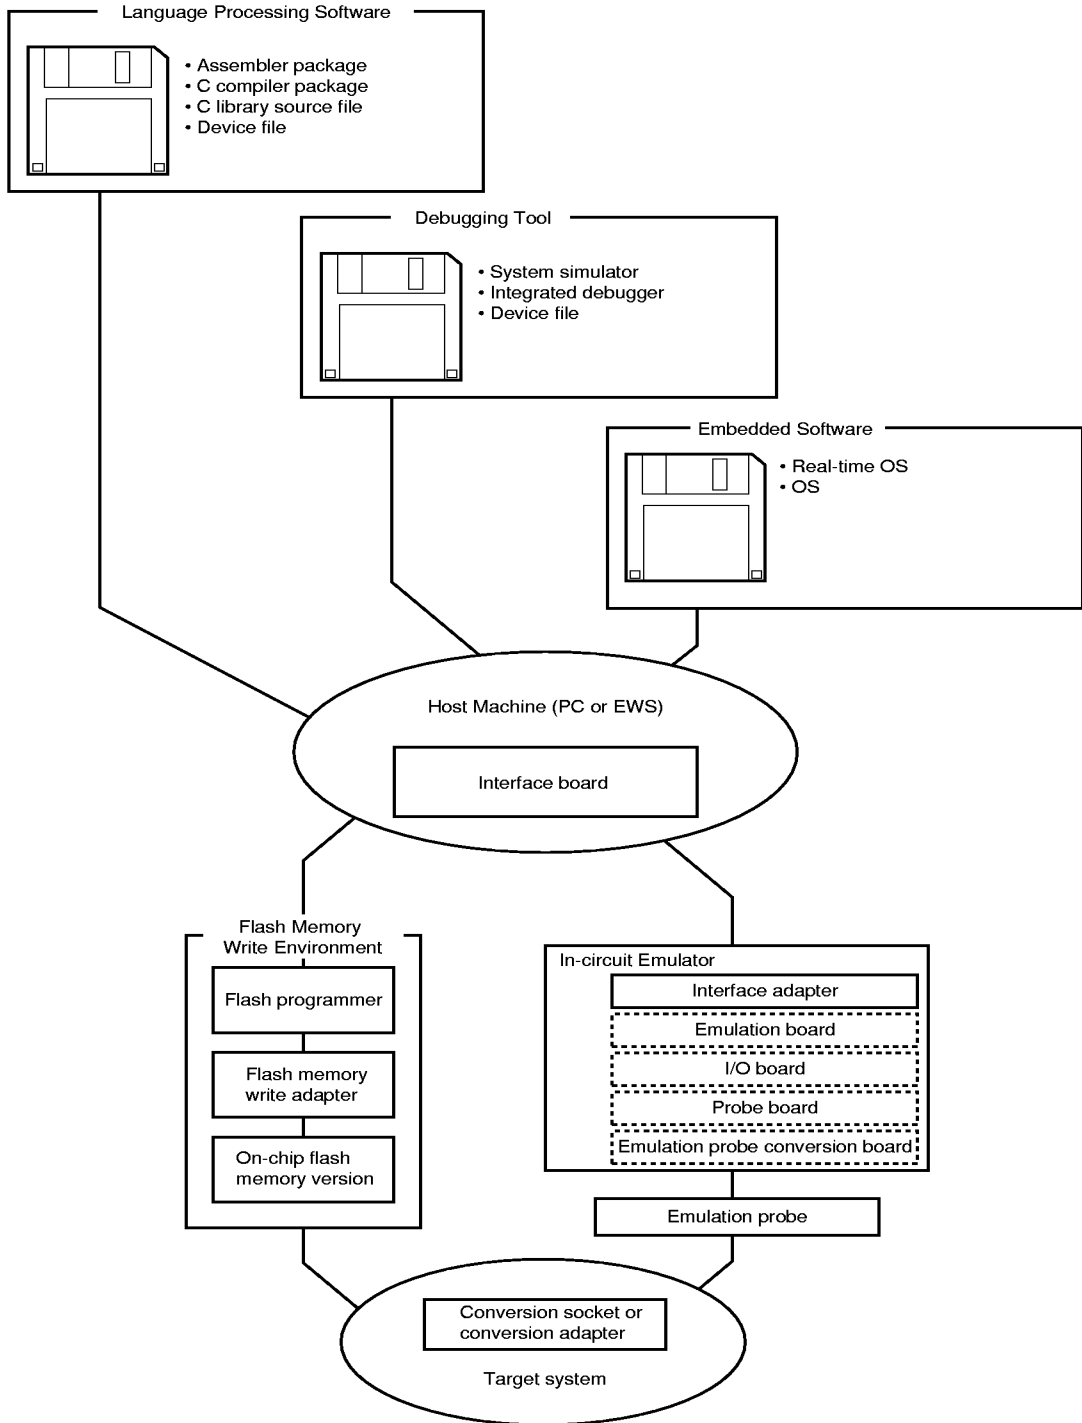 Language Processing Software
• Assembler package
• C compiler package
• C library source file
• Device file
Debugging Tool
• System simulator
• Integrated debugger
• Device file
Embedded Software
• Real-time OS
• OS
Host Machine (PC or EWS)
Interface board
Flash Memory
Write Environment
Flash programmer
Flash memory
write adapter
On-chip flash
memory version
In-circuit Emulator
Interface adapter
Emulation board
I/O board
Probe board
Emulation probe conversion board
Emulation probe
Conversion socket or
conversion adapter
Target system